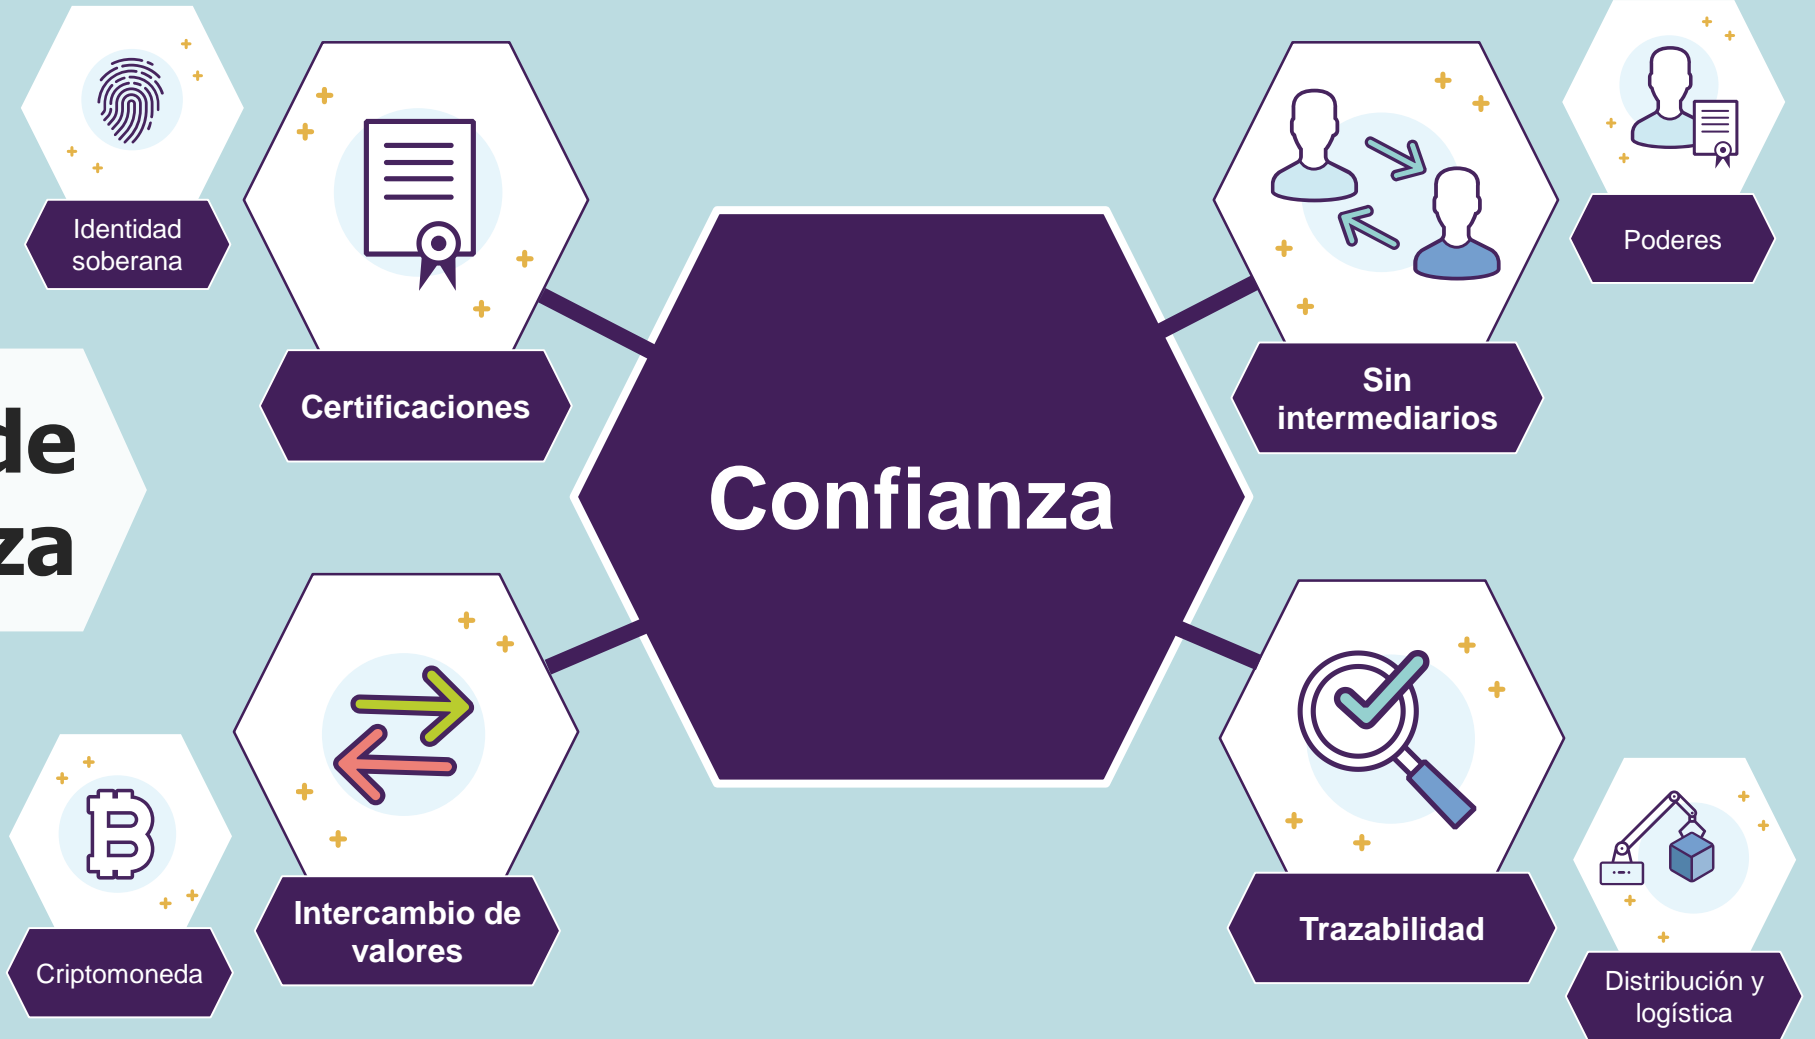 Identidad
soberana
Certificaciones
Sin
intermediarios
Poderes
de
za
Confianza
Criptomoneda
Intercambio de
valores
Trazabilidad
Distribución y
logística